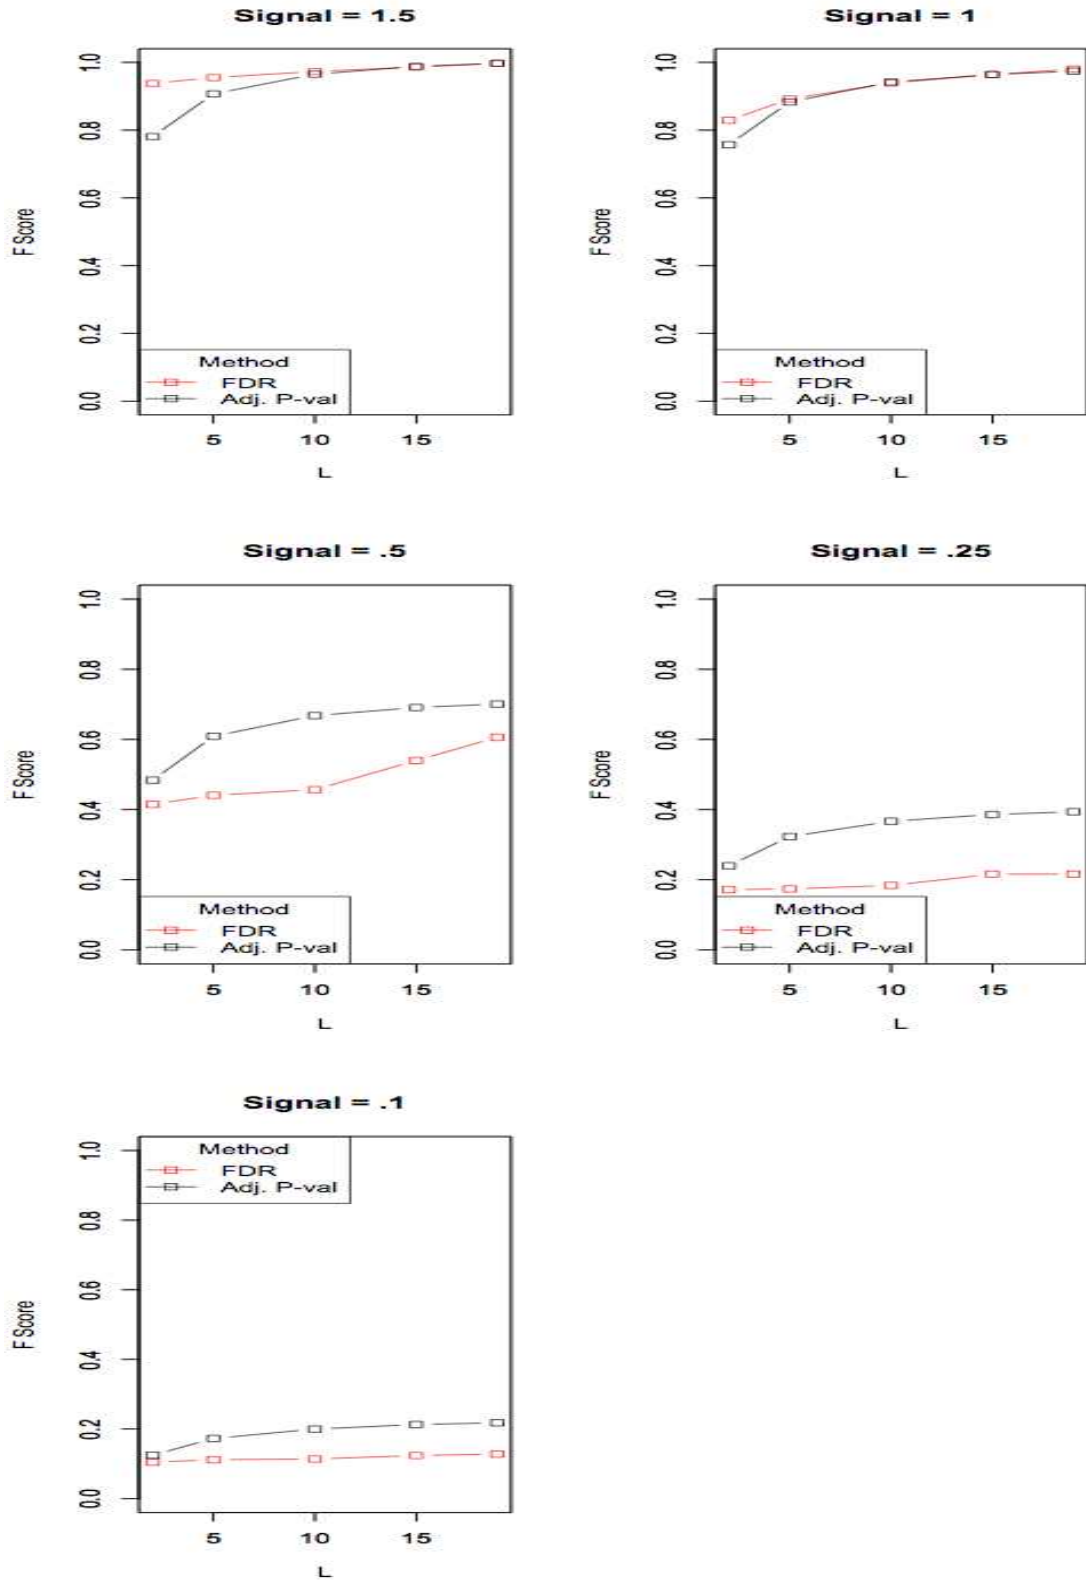 Signal = 1.5
F Score
1.0
0.8
0.6
0.4
0.2
0.0
Method
FDR
Adj. P-val
5 10 15
L
Signal = 1
F Score
1.0
0.8
0.6
0.4
0.2
0.0
Method
FDR
Adj. P-val
5 10 15
L
Signal = .5
F Score
1.0
0.8
0.6
0.4
0.2
0.0
Method
FDR
Adj. P-val
5 10 15
L
Signal = .25
F Score
1.0
0.8
0.6
0.4
0.2
0.0
Method
FDR
Adj. P-val
5 10 15
L
Signal = .1
F Score
1.0
0.8
0.6
0.4
0.2
0.0
Method
FDR
Adj. P-val
5 10 15
L